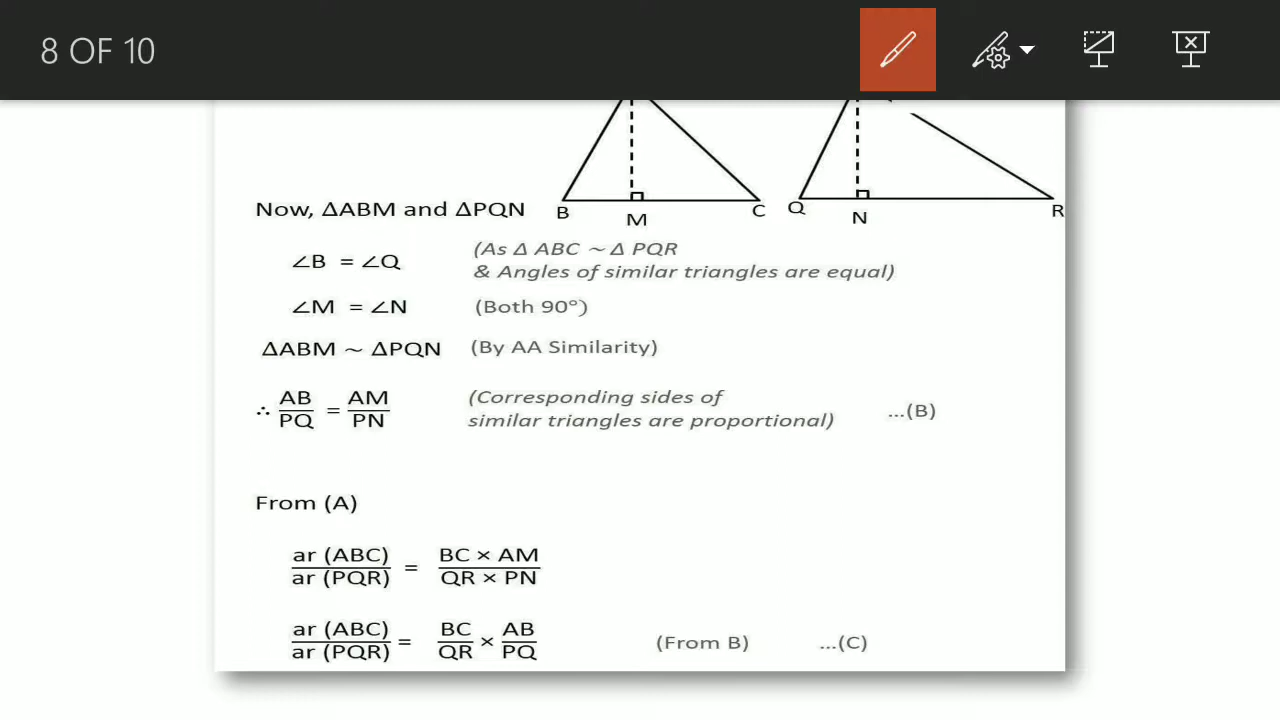 8 OF 10
B M C Q N R
Now, ΔABM and ΔPQN
∠B = ∠Q (As Δ ABC ~ Δ PQR
& Angles of similar triangles are equal)
∠M = ∠N (Both 90°)
ΔABM ~ ΔPQN (By AA Similarity)
∴ AB/PQ = AM/PN (Corresponding sides of
similar triangles are proportional) ...(B)
From (A)
ar (ABC)/ar (PQR) = BC × AM/QR × PN
ar (ABC)/ar (PQR) = BC/QR × AB/PQ (From B) ...(C)